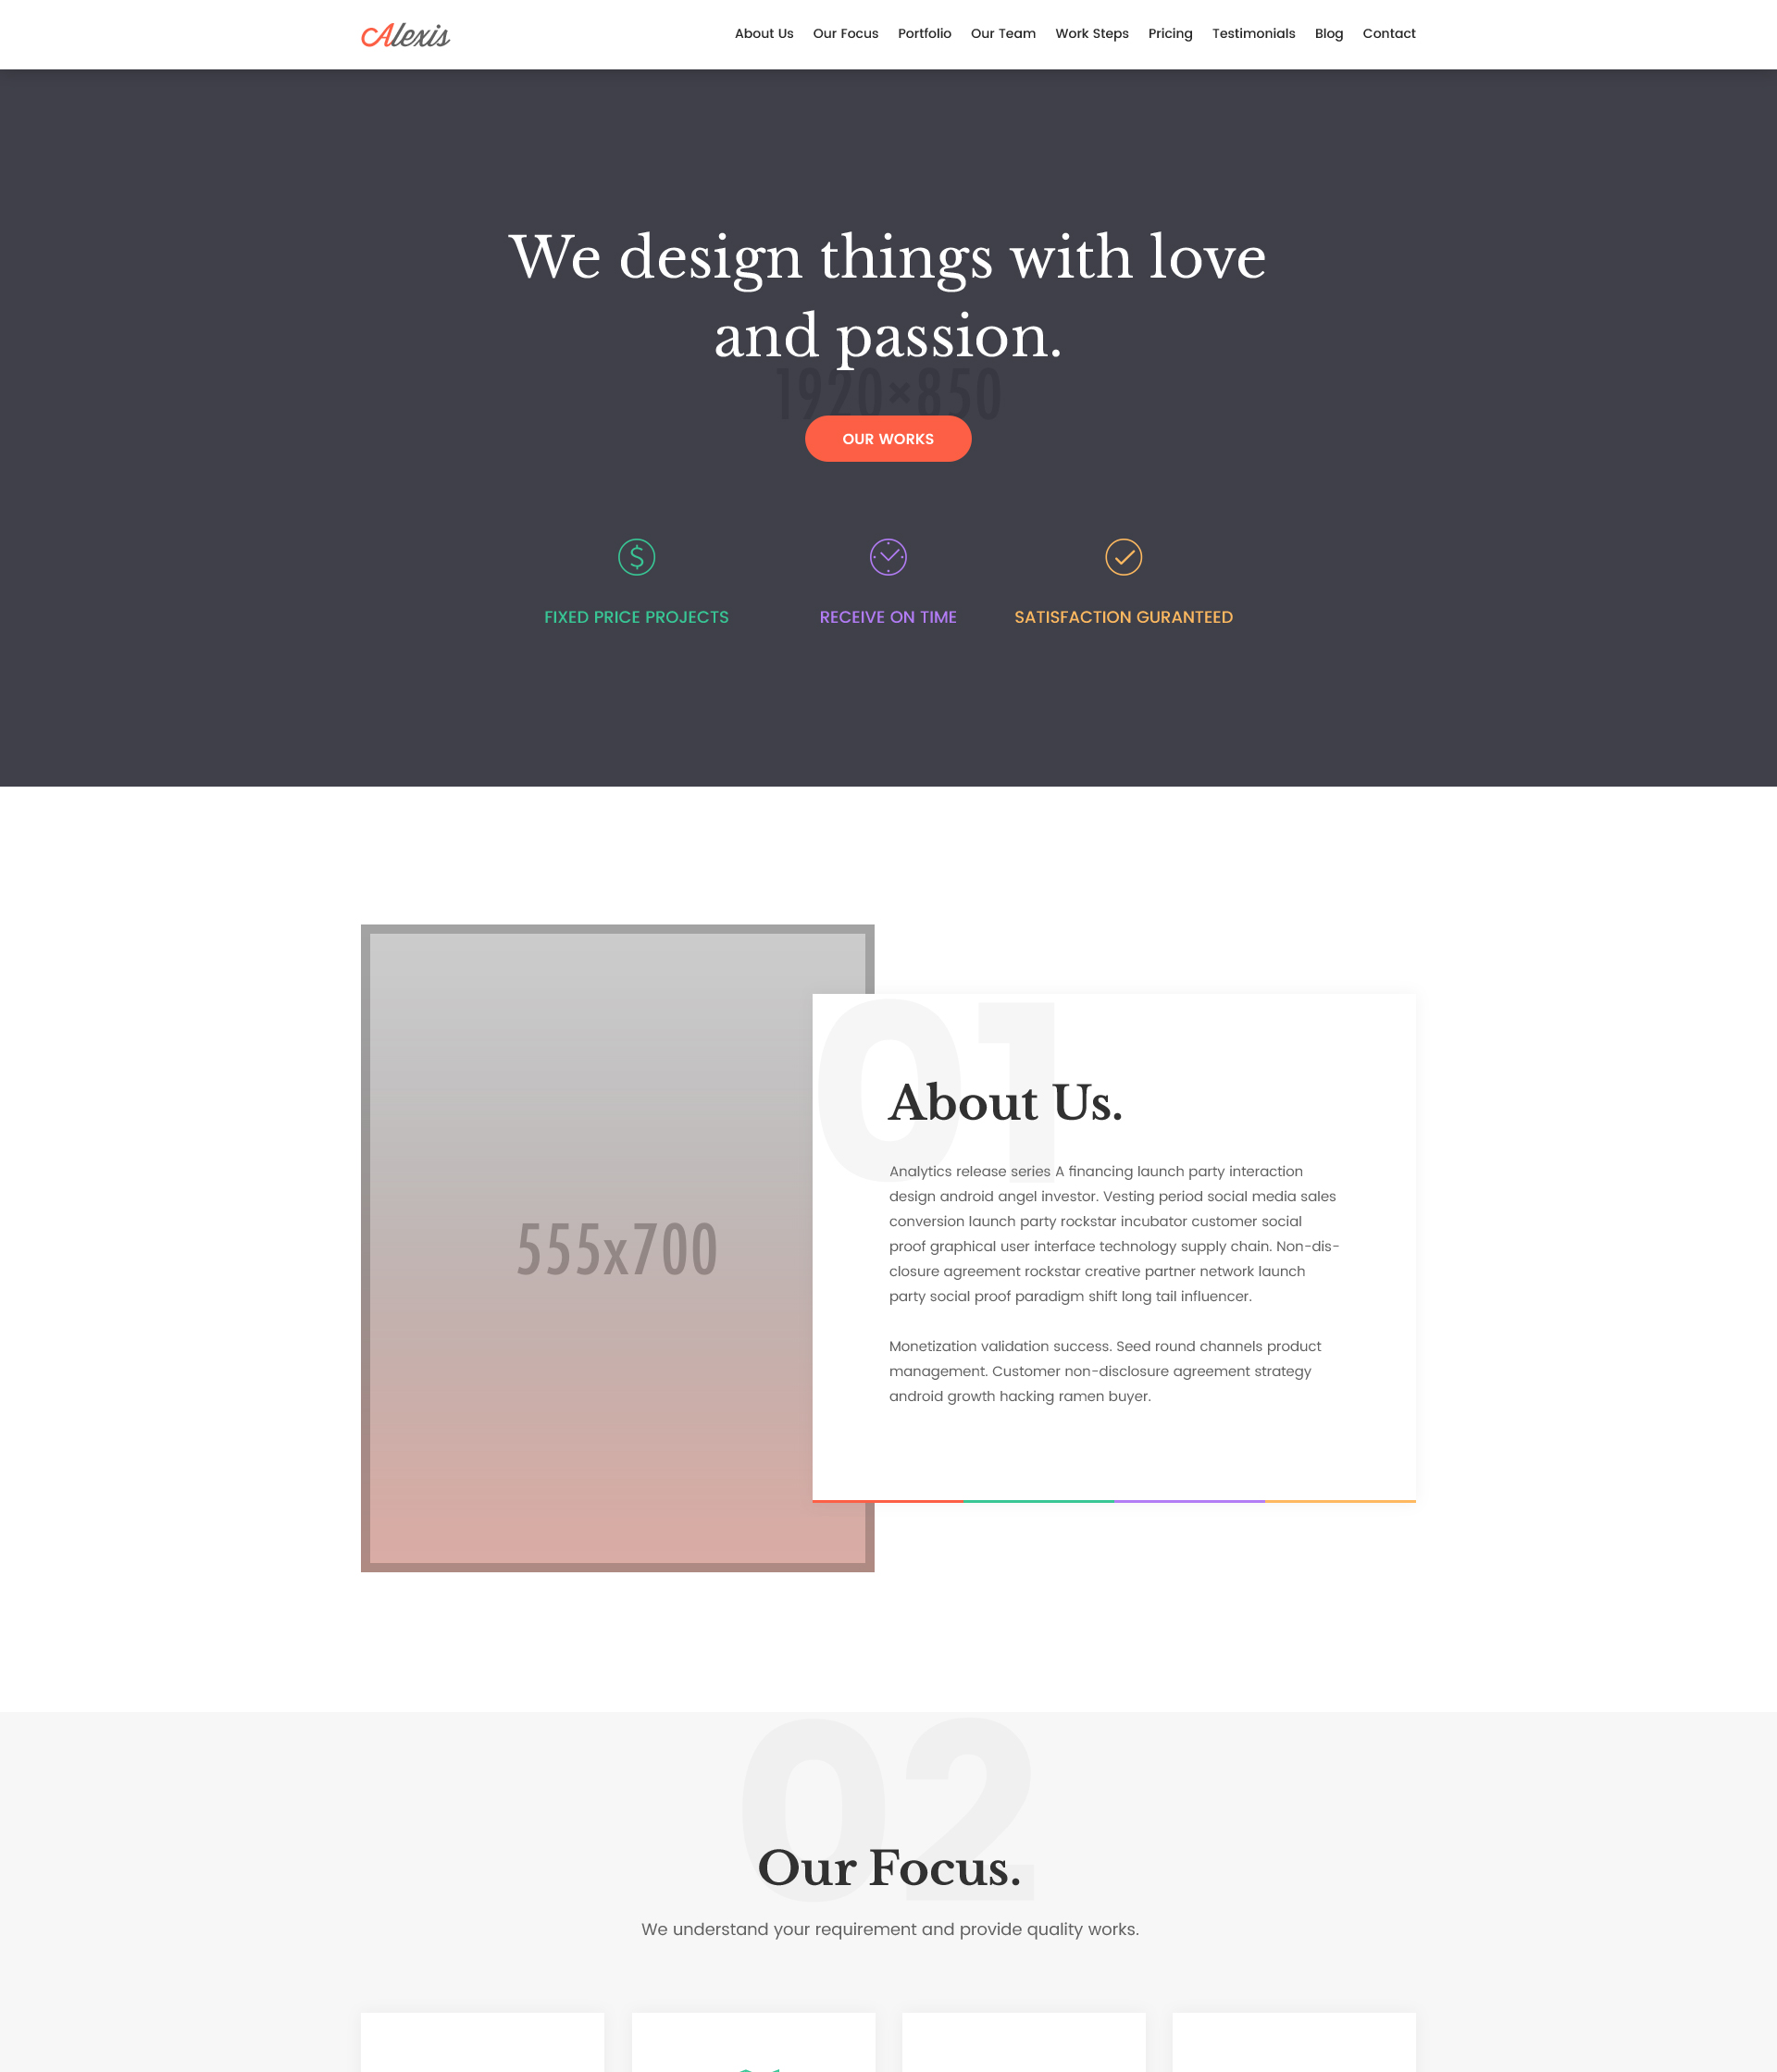 Alexis
About Us Our Focus Portfolio Our Team Work Steps Pricing Testimonials Blog Contact
We design things with love
and passion.
1920×850
OUR WORKS
FIXED PRICE PROJECTS
RECEIVE ON TIME
SATISFACTION GURANTEED
555x700
01
About Us.
Analytics release series A financing launch party interaction
design android angel investor. Vesting period social media sales
conversion launch party rockstar incubator customer social
proof graphical user interface technology supply chain. Non-dis-
closure agreement rockstar creative partner network launch
party social proof paradigm shift long tail influencer.
Monetization validation success. Seed round channels product
management. Customer non-disclosure agreement strategy
android growth hacking ramen buyer.
02
Our Focus.
We understand your requirement and provide quality works.